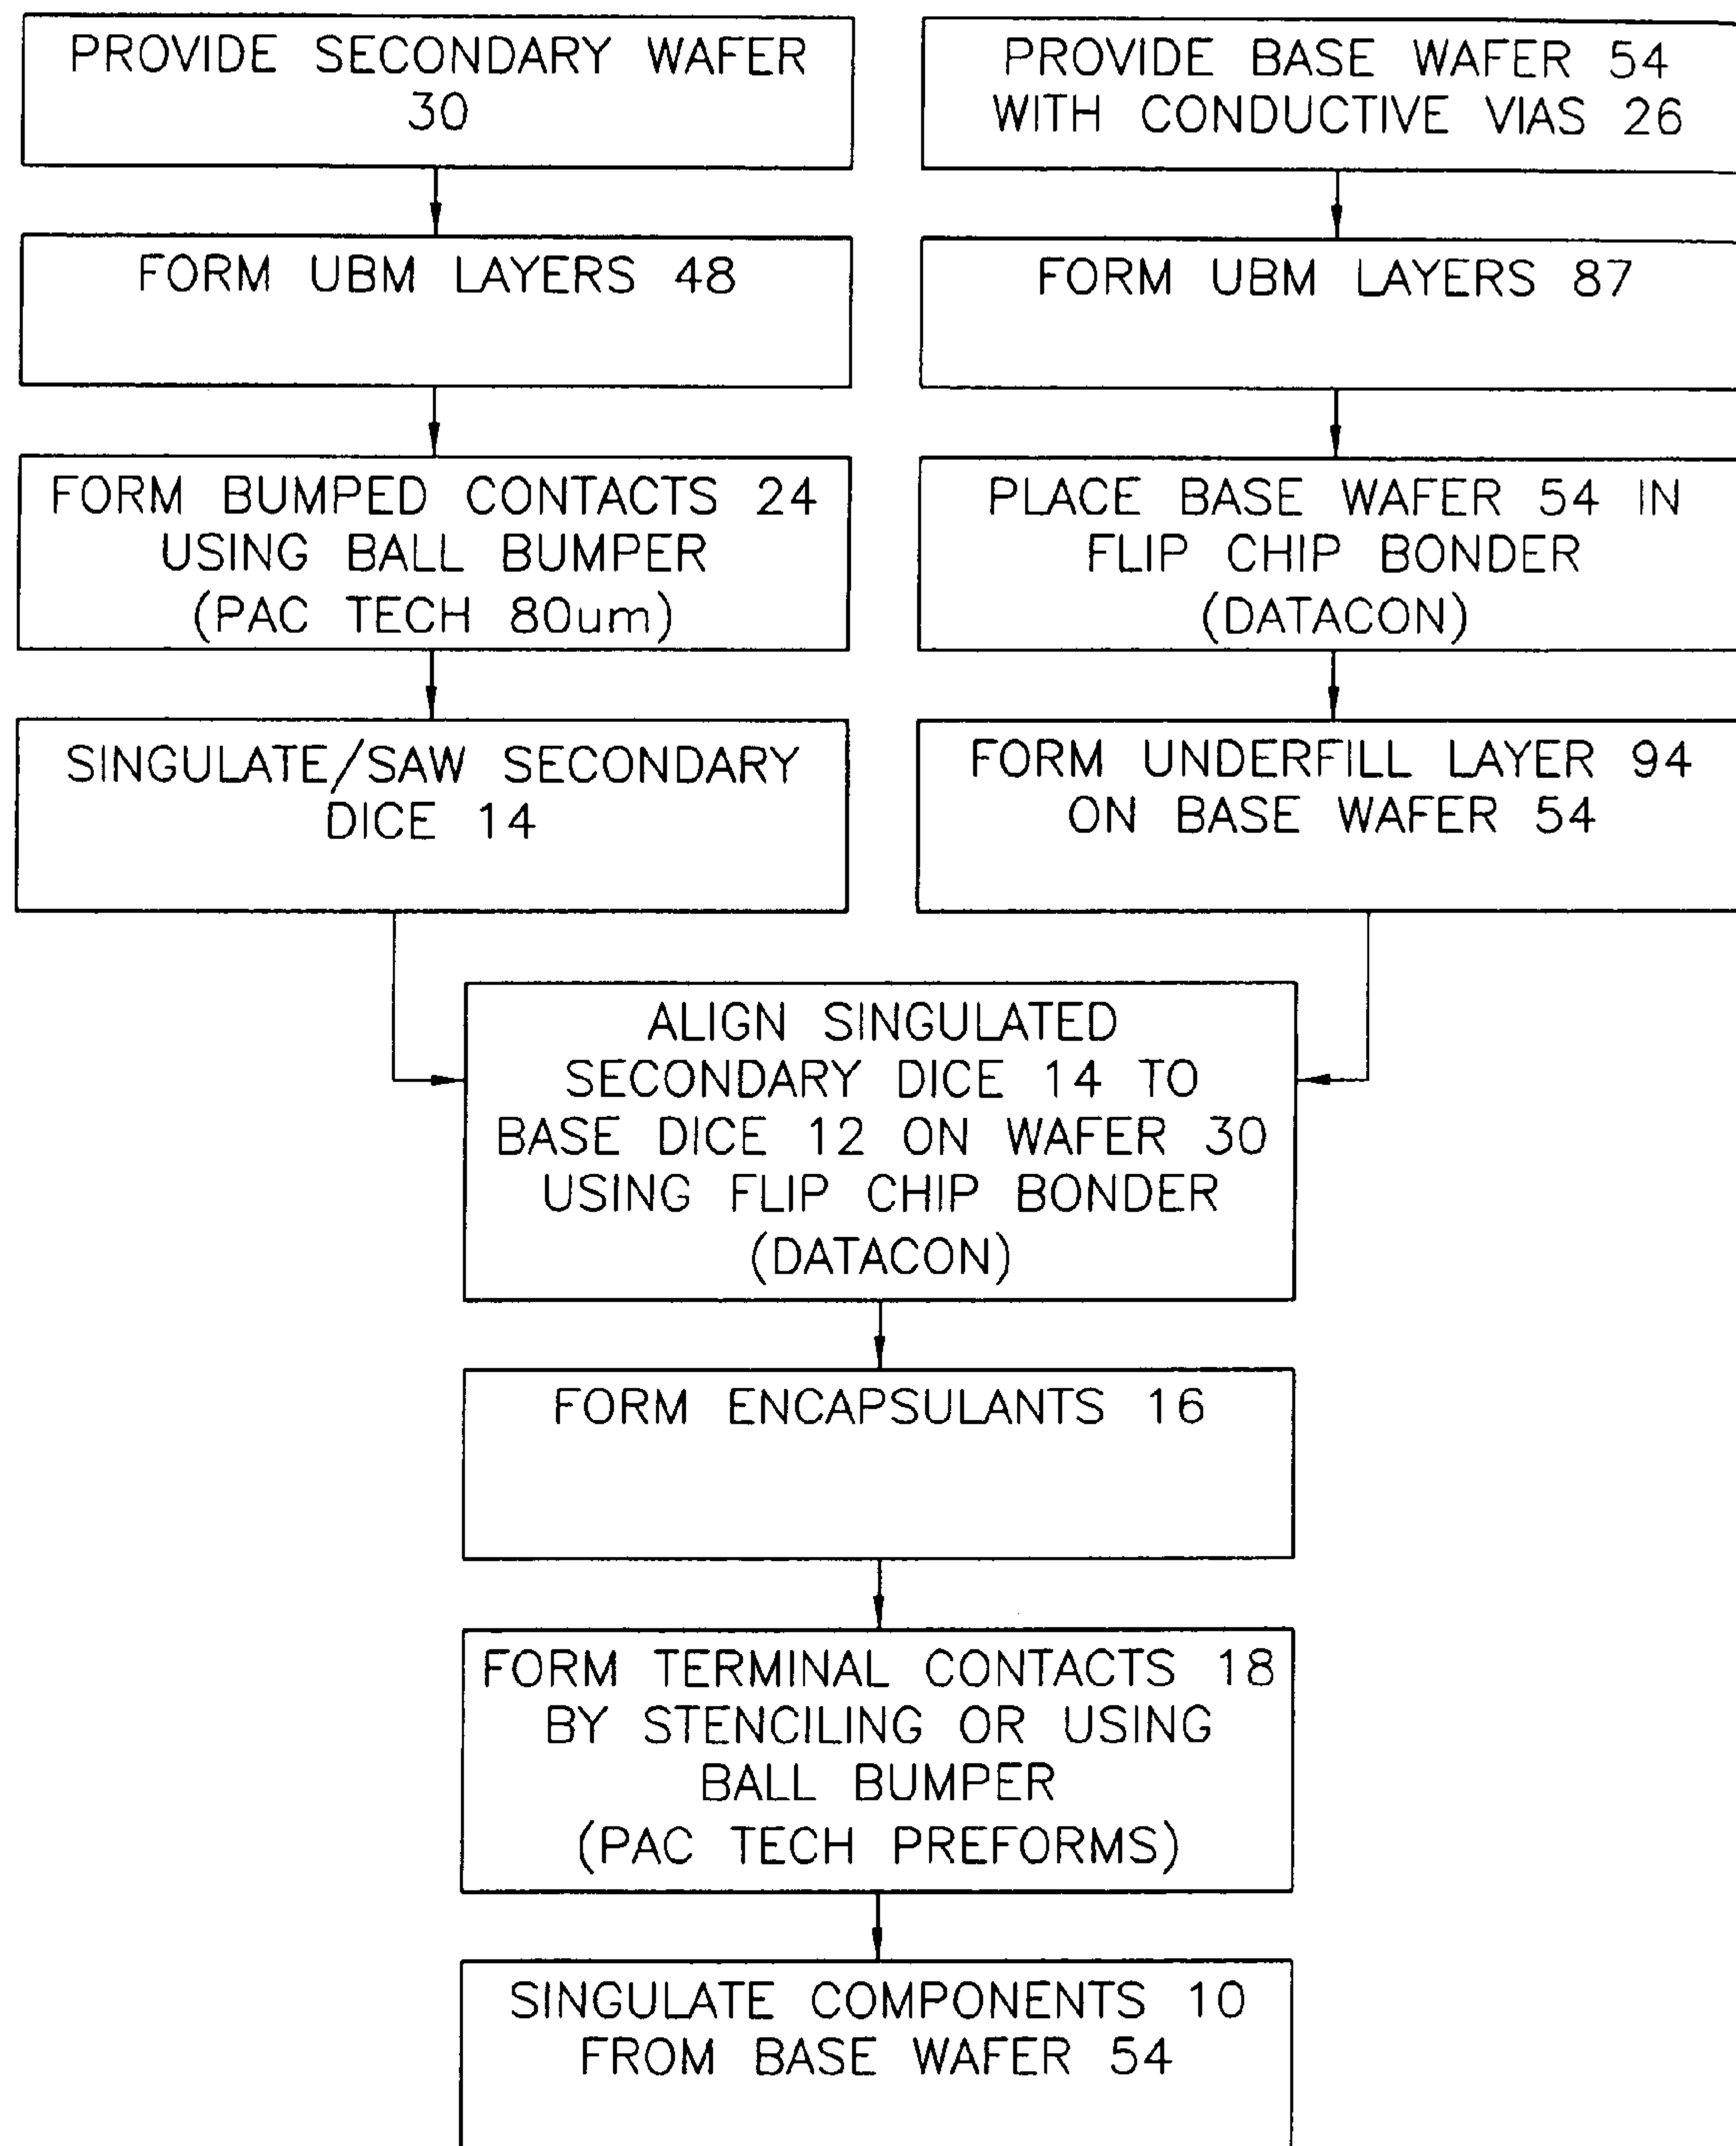 PROVIDE SECONDARY WAFER
30
FORM UBM LAYERS 48
FORM BUMPED CONTACTS 24
USING BALL BUMPER
(PAC TECH 80um)
SINGULATE/SAW SECONDARY
DICE 14
PROVIDE BASE WAFER 54
WITH CONDUCTIVE VIAS 26
FORM UBM LAYERS 87
PLACE BASE WAFER 54 IN
FLIP CHIP BONDER
(DATACON)
FORM UNDERFILL LAYER 94
ON BASE WAFER 54
ALIGN SINGULATED
SECONDARY DICE 14 TO
BASE DICE 12 ON WAFER 30
USING FLIP CHIP BONDER
(DATACON)
FORM ENCAPSULANTS 16
FORM TERMINAL CONTACTS 18
BY STENCILING OR USING
BALL BUMPER
(PAC TECH PREFORMS)
SINGULATE COMPONENTS 10
FROM BASE WAFER 54